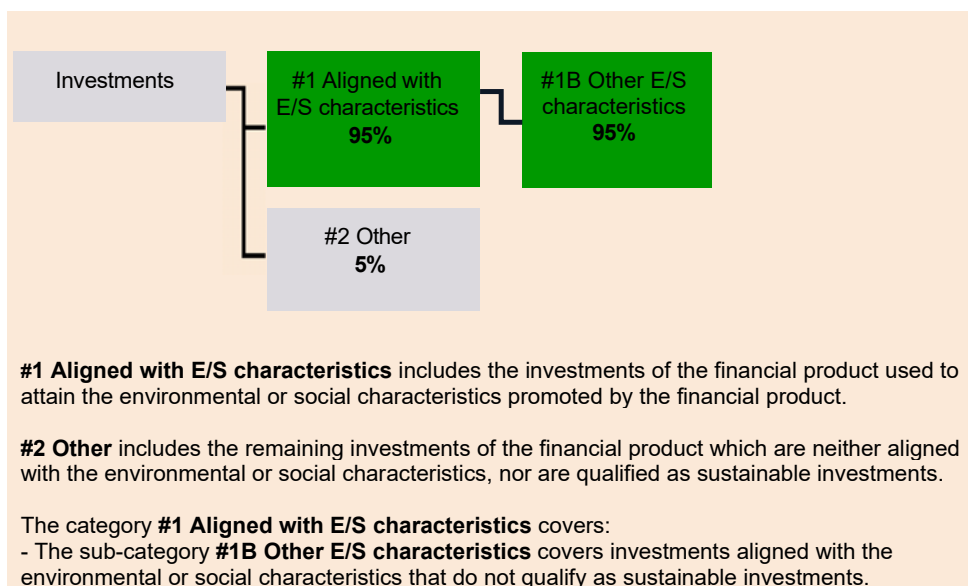 Investments
#1 Aligned with
E/S characteristics
95%
#1B Other E/S
characteristics
95%
#2 Other
5%
#1 Aligned with E/S characteristics includes the investments of the financial product used to
attain the environmental or social characteristics promoted by the financial product.
#2 Other includes the remaining investments of the financial product which are neither aligned
with the environmental or social characteristics, nor are qualified as sustainable investments.
The category #1 Aligned with E/S characteristics covers:
- The sub-category #1B Other E/S characteristics covers investments aligned with the
environmental or social characteristics that do not qualify as sustainable investments.